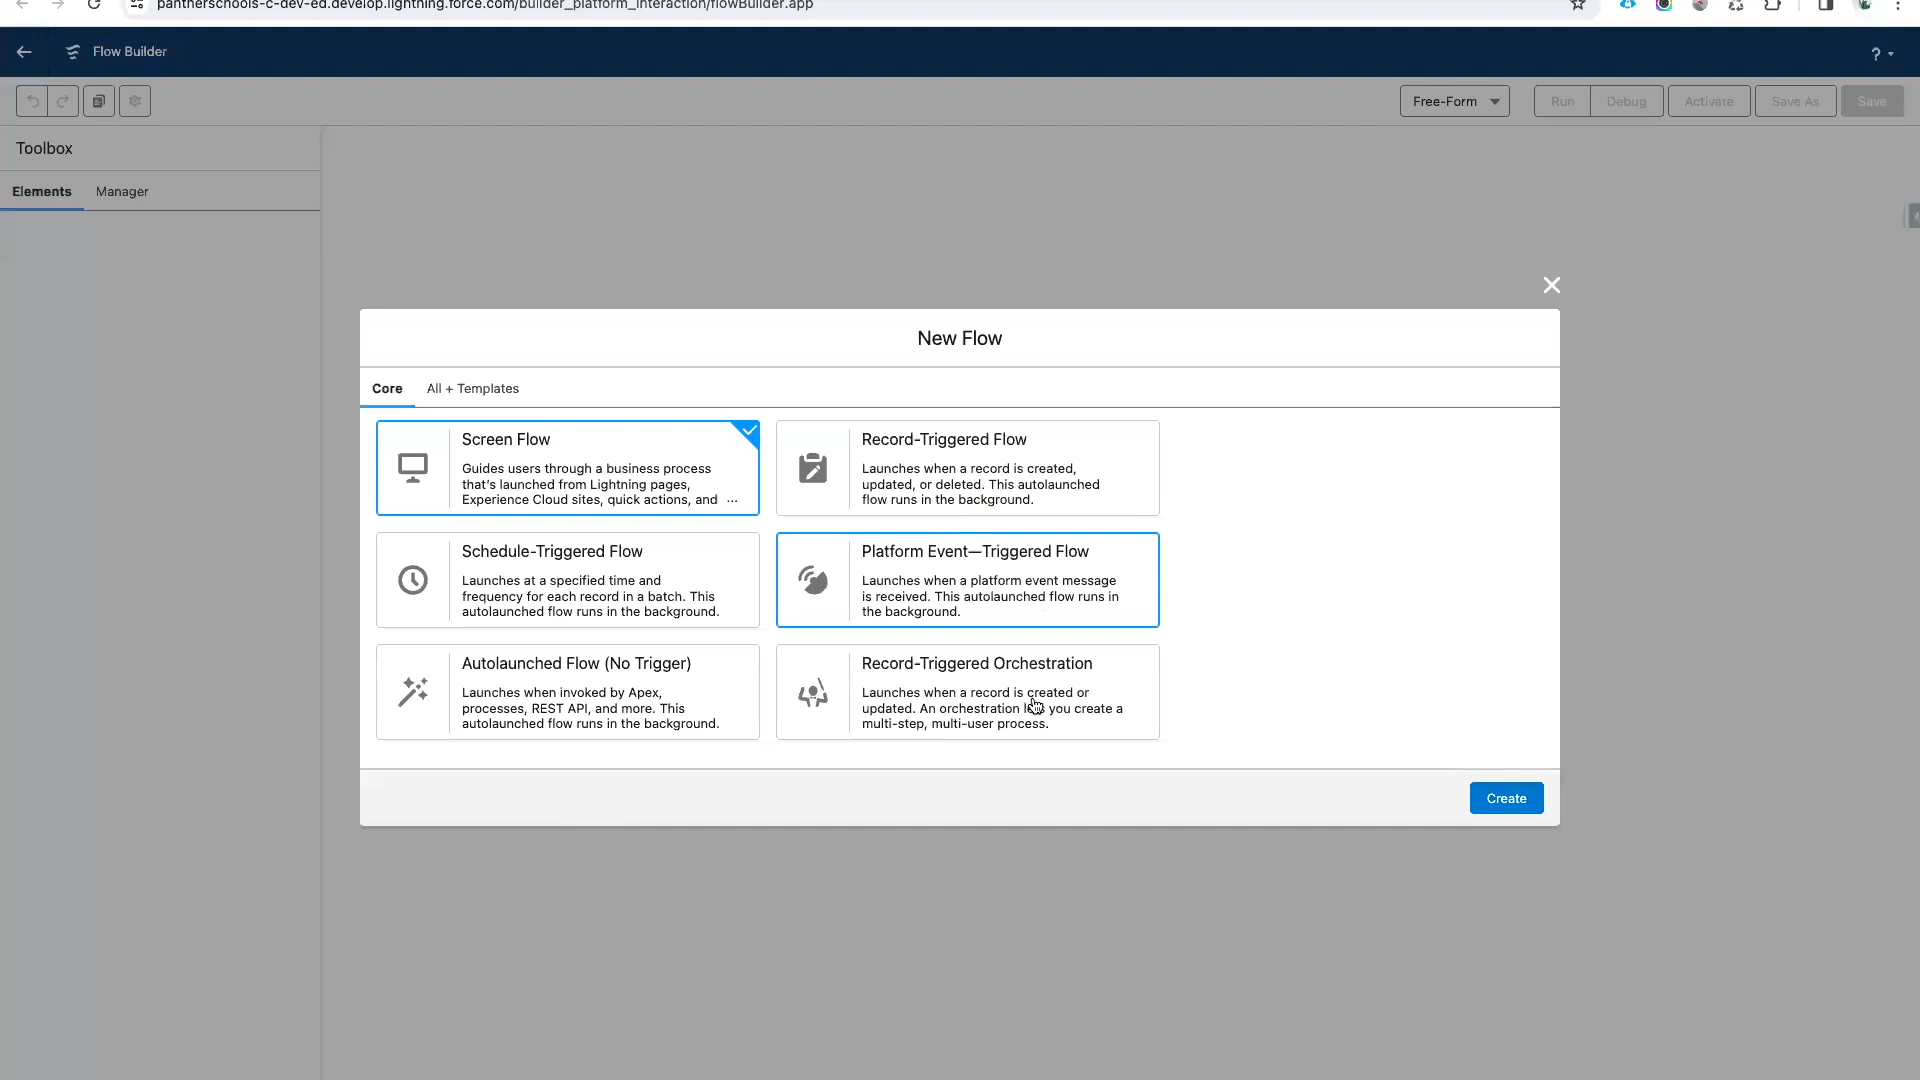 pantherschools-c-dev-ed.develop.lightning.force.com/builder_platform_interaction/flowBuilder.app
Flow Builder
?
Free-Form
Run
Debug
Activate
Save As
Save
Toolbox
Elements
Manager
New Flow
Core
All + Templates
Screen Flow
Guides users through a business process
that's launched from Lightning pages,
Experience Cloud sites, quick actions, and ...
Record-Triggered Flow
Launches when a record is created,
updated, or deleted. This autolaunched
flow runs in the background.
Schedule-Triggered Flow
Launches at a specified time and
frequency for each record in a batch. This
autolaunched flow runs in the background.
Platform Event—Triggered Flow
Launches when a platform event message
is received. This autolaunched flow runs in
the background.
Autolaunched Flow (No Trigger)
Launches when invoked by Apex,
processes, REST API, and more. This
autolaunched flow runs in the background.
Record-Triggered Orchestration
Launches when a record is created or
updated. An orchestration lets you create a
multi-step, multi-user process.
Create